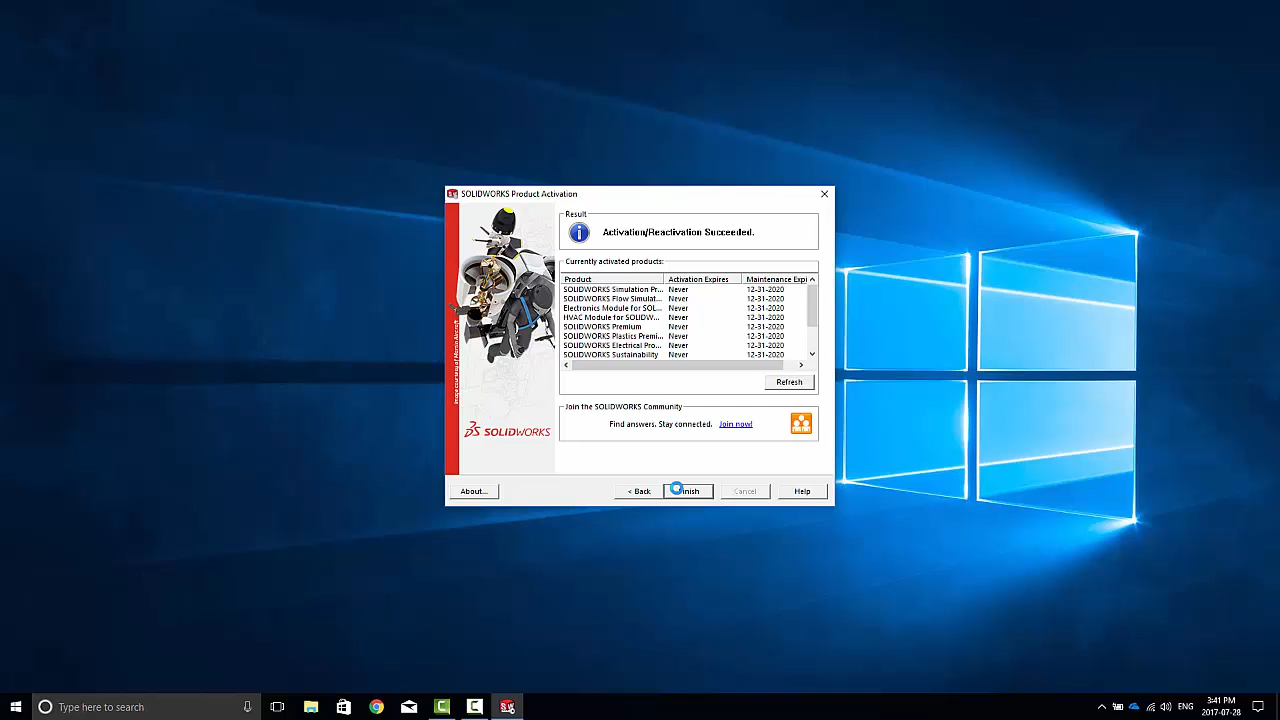 SOLIDWORKS Product Activation
Result
Activation/Reactivation Succeeded.
Currently activated products:
Product Activation Expires Maintenance Expi
SOLIDWORKS Simulation Pr... Never 12-31-2020
SOLIDWORKS Flow Simulat... Never 12-31-2020
Electronics Module for SOL... Never 12-31-2020
HVAC Module for SOLIDW... Never 12-31-2020
SOLIDWORKS Premium Never 12-31-2020
SOLIDWORKS Plastics Premi... Never 12-31-2020
SOLIDWORKS Electrical Pro... Never 12-31-2020
SOLIDWORKS Sustainability Never 12-31-2020
Refresh
Join the SOLIDWORKS Community
Find answers. Stay connected. Join now!
SOLIDWORKS
About... < Back Finish Cancel Help
Type here to search
ENG
3:41 PM
2017-07-28